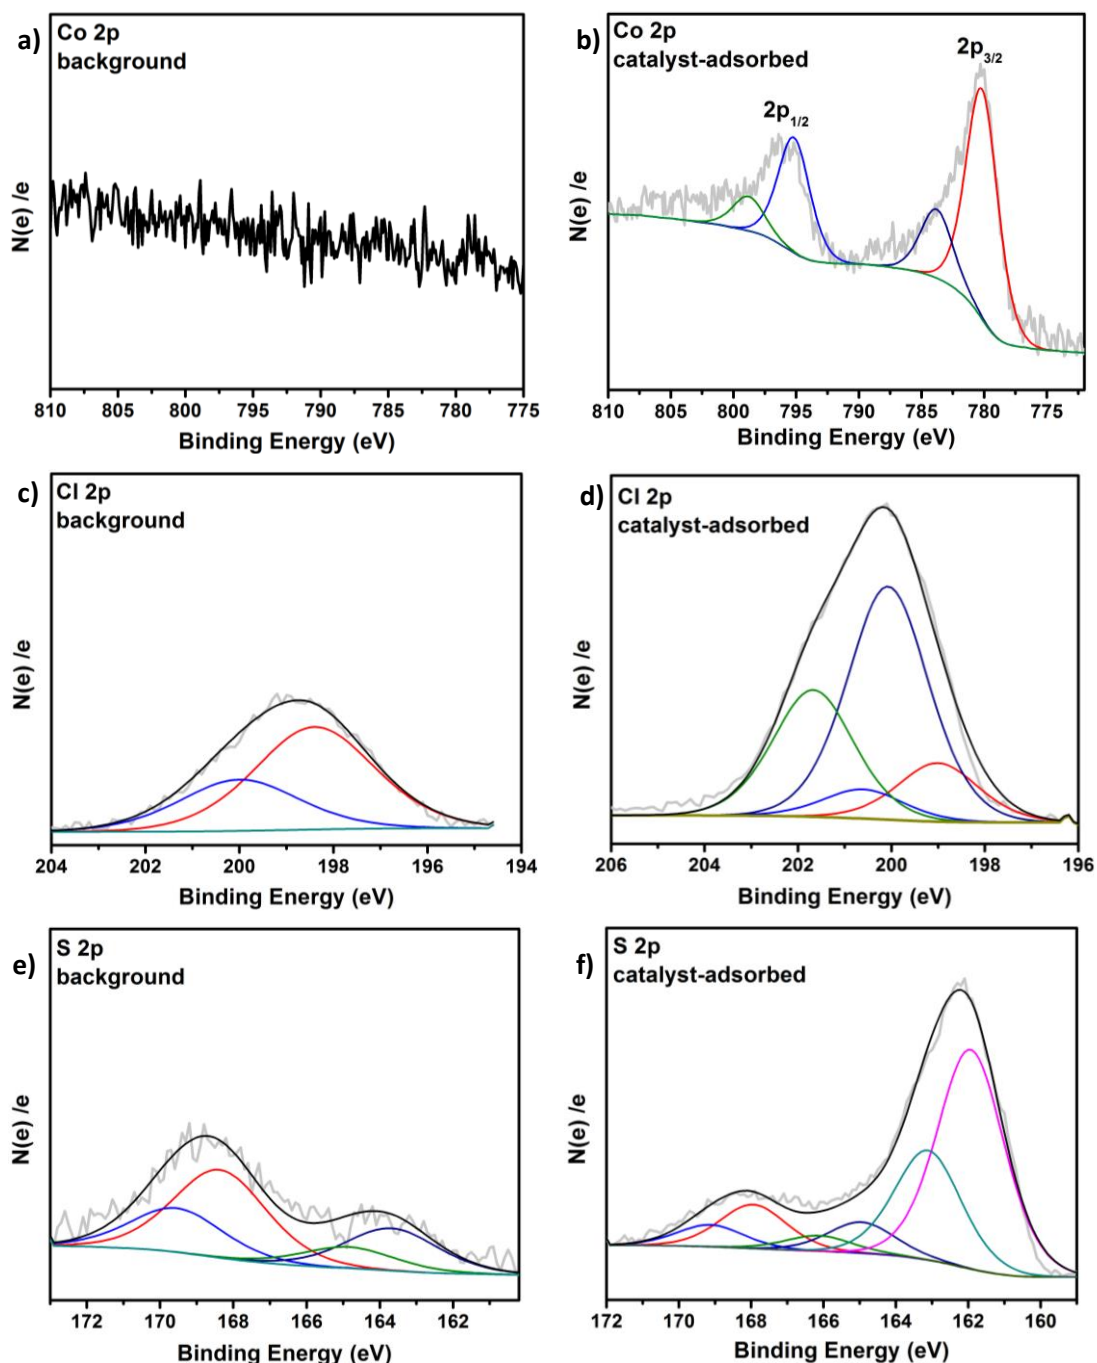 a)
Co 2p
background
N(e) /e
810 805 800 795 790 785 780 775
Binding Energy (eV)
b)
Co 2p
catalyst-adsorbed
2p3/2
2p1/2
N(e) /e
810 805 800 795 790 785 780 775
Binding Energy (eV)
c)
Cl 2p
background
N(e) /e
204 202 200 198 196 194
Binding Energy (eV)
d)
Cl 2p
catalyst-adsorbed
N(e) /e
206 204 202 200 198 196
Binding Energy (eV)
e)
S 2p
background
N(e) /e
172 170 168 166 164 162
Binding Energy (eV)
f)
S 2p
catalyst-adsorbed
N(e) /e
172 170 168 166 164 162 160
Binding Energy (eV)